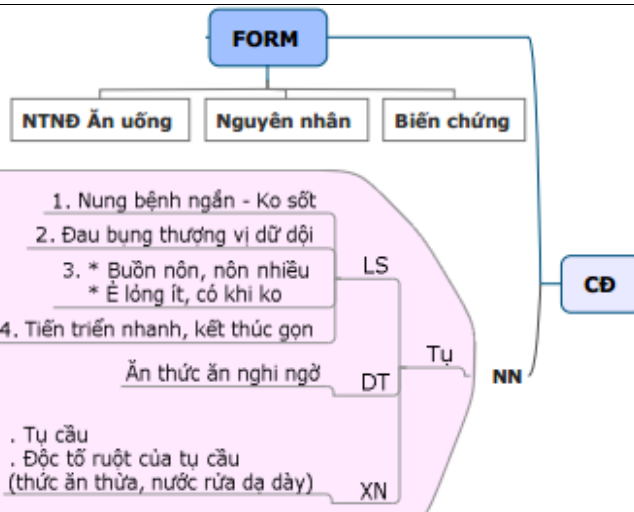 FORM
NTNĐ Ăn uống
Nguyên nhân
Biến chứng
1. Nung bệnh ngắn - Ko sốt
2. Đau bụng thượng vị dữ dội
3. * Buồn nôn, nôn nhiều
* Ẻ lỏng ít, có khi ko
4. Tiến triển nhanh, kết thúc gọn
LS
Ăn thức ăn nghi ngờ
DT
. Tụ cầu
. Độc tố ruột của tụ cầu
(thức ăn thừa, nước rửa dạ dày)
XN
Tụ
NN
CĐ